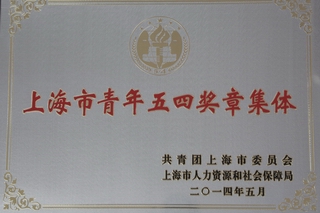 上海市青年五四奖章集体
共青团上海市委员会
上海市人力资源和社会保障局
二〇一四年五月